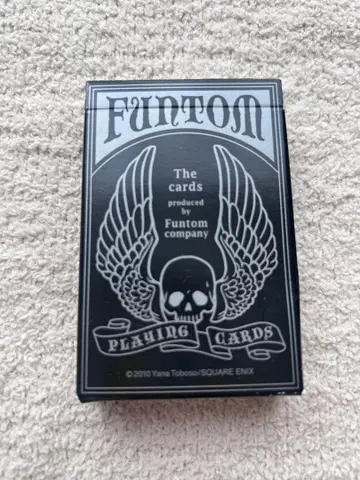 FUNTOM
The
cards
produced
by
Funtom
company
PLAYING CARDS
©2010 Yana Toboso/SQUARE ENIX